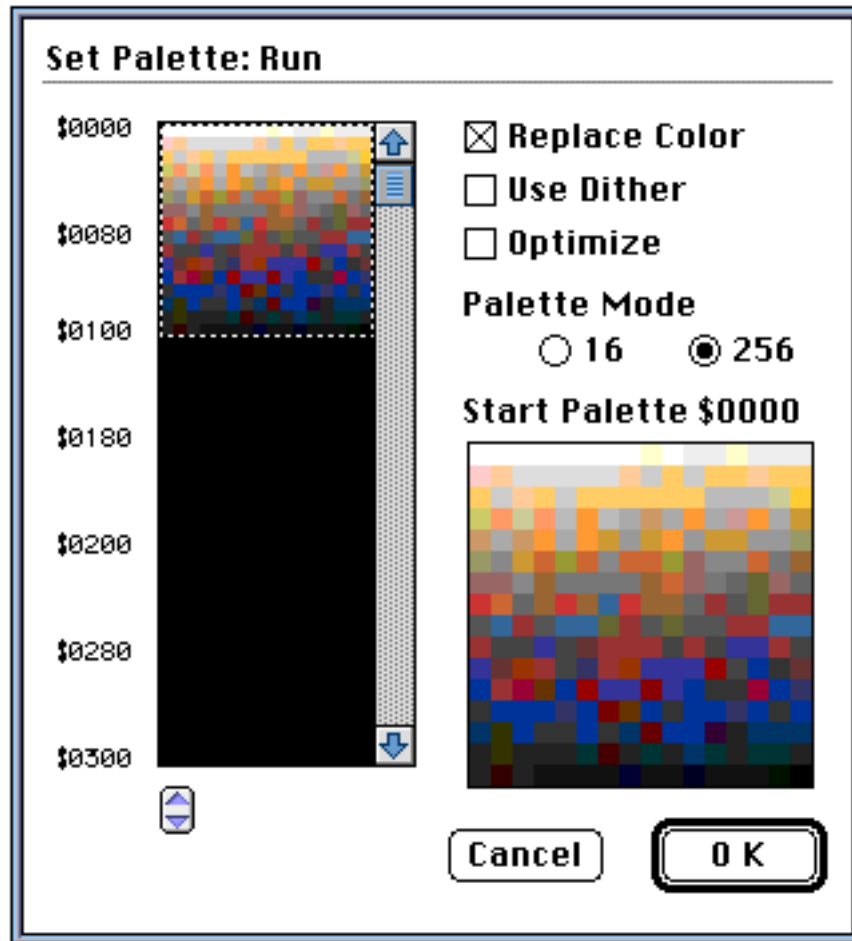 Set Palette: Run
$0000
$0080
$0100
$0180
$0200
$0280
$0300
Replace Color
Use Dither
Optimize
Palette Mode
16 256
Start Palette $0000
Cancel
OK